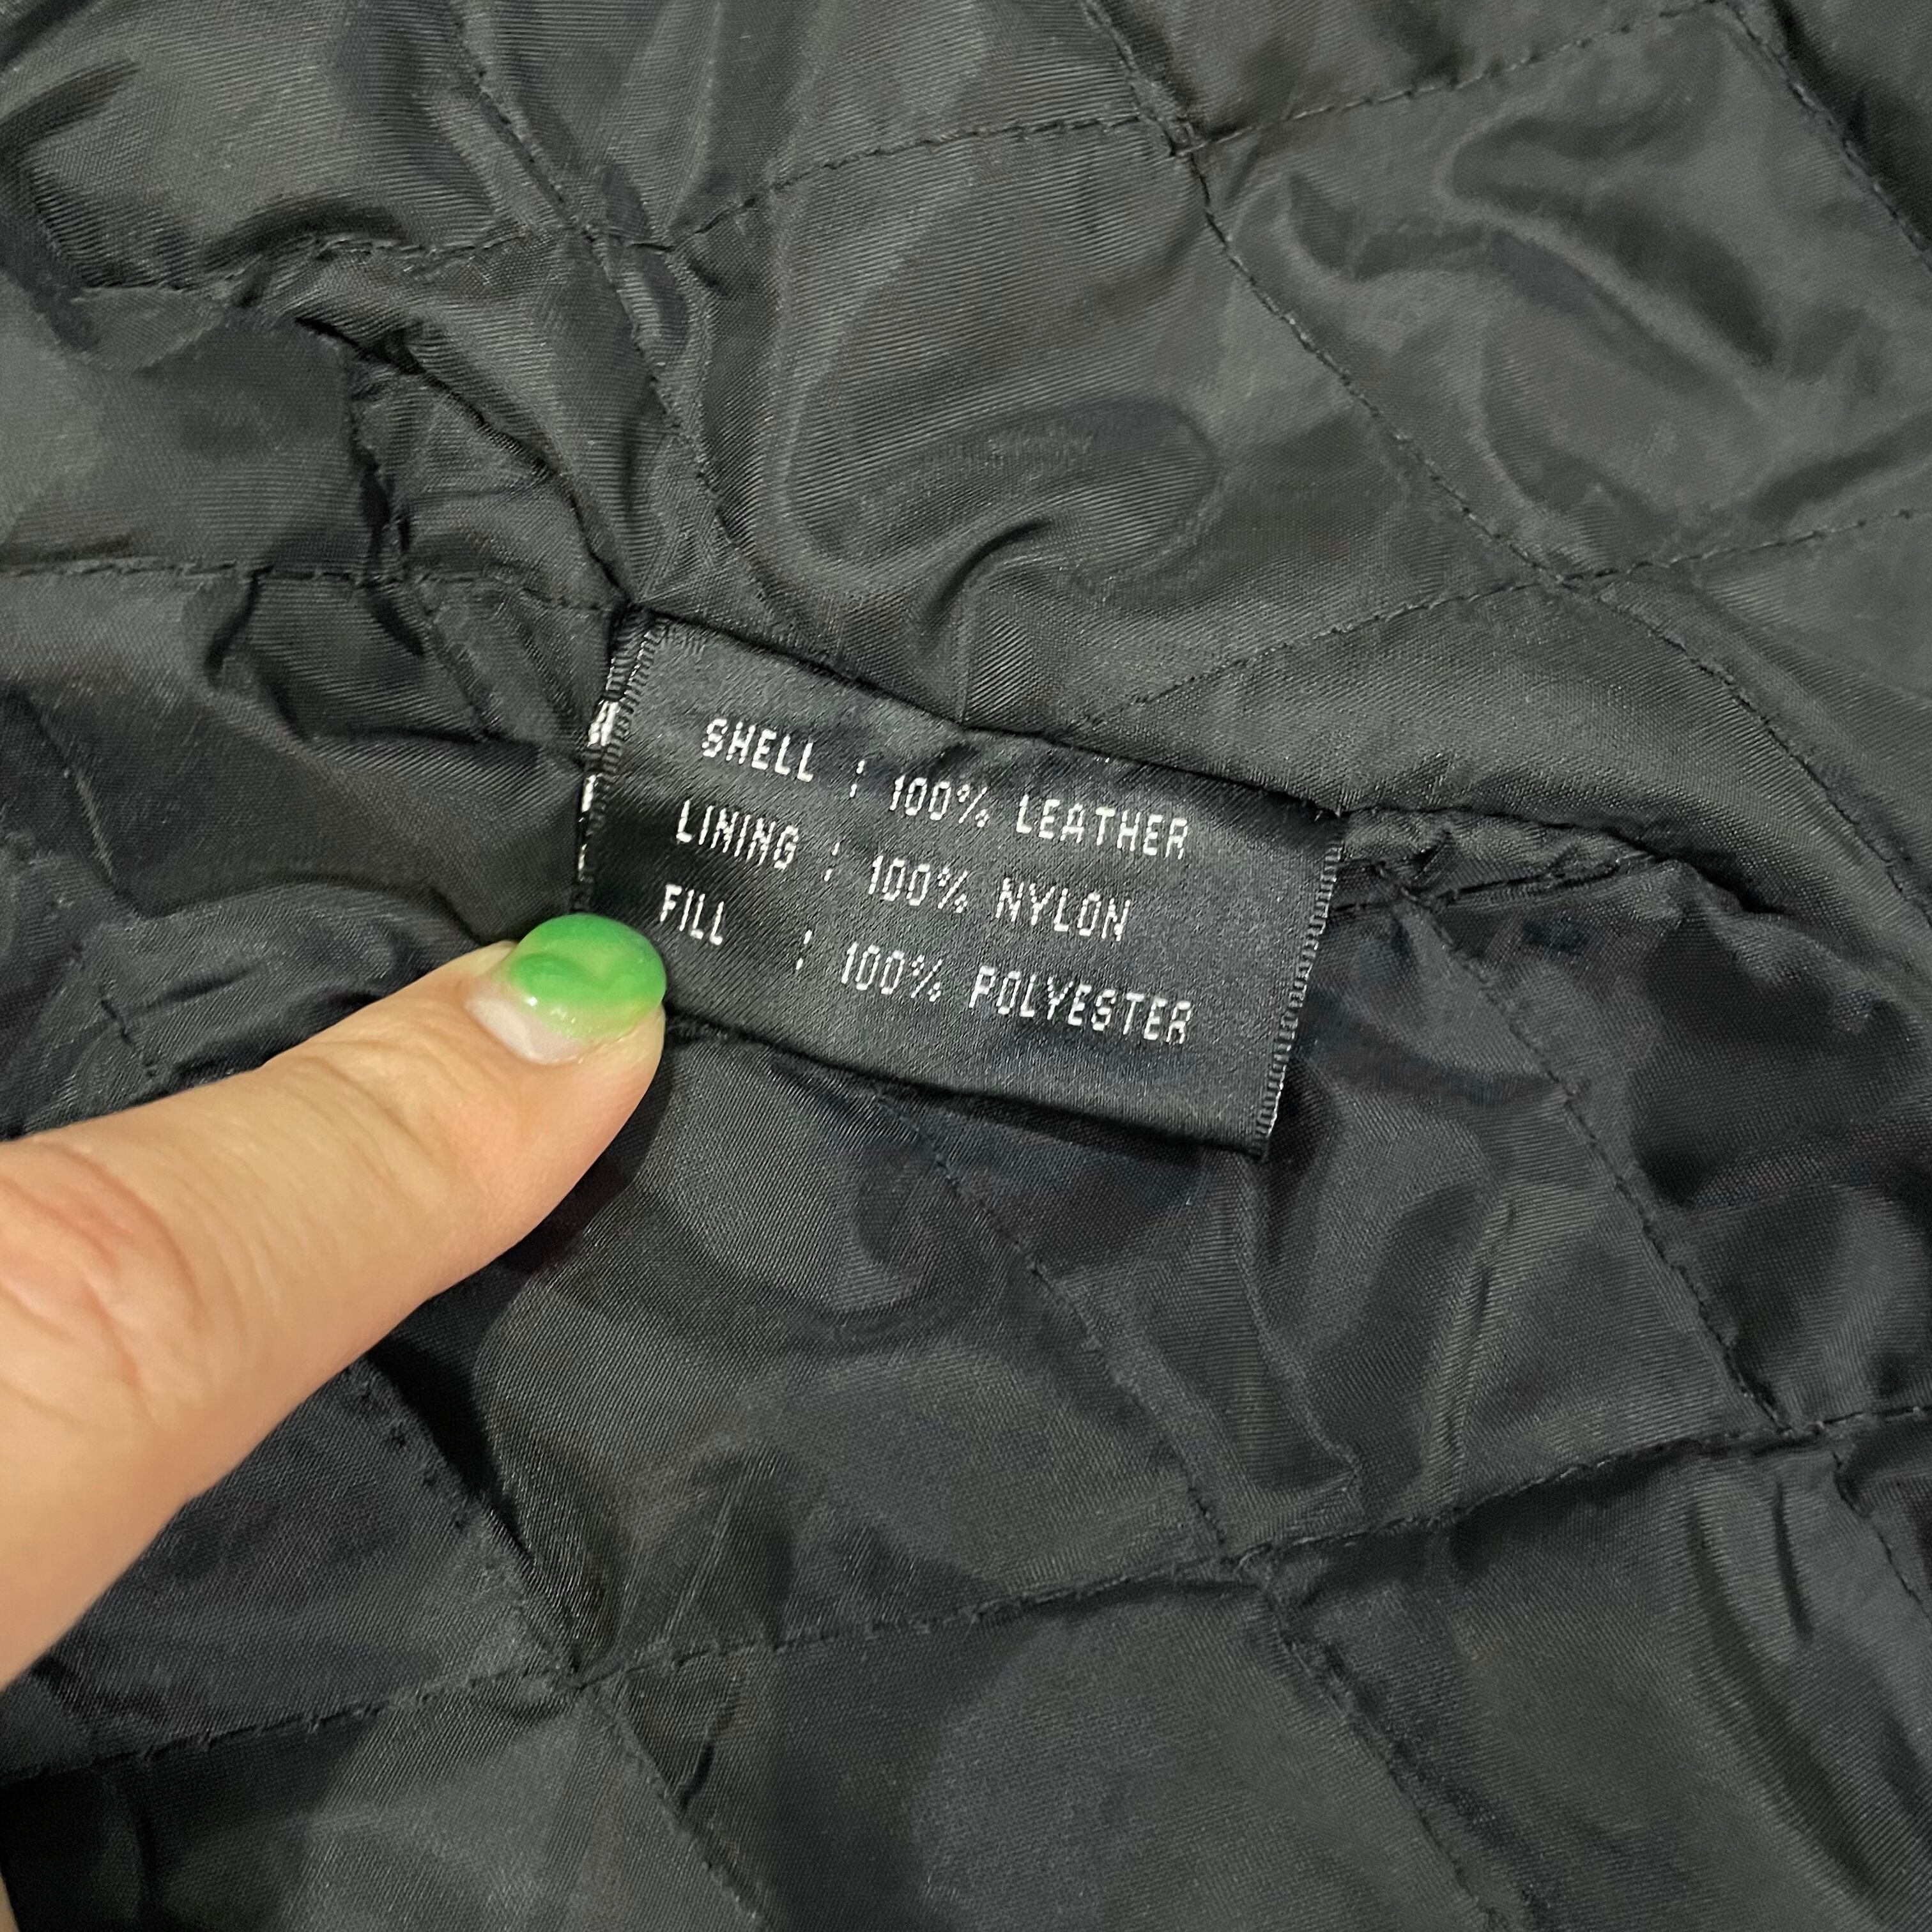 SHELL : 100% LEATHER
LINING : 100% NYLON
FILL : 100% POLYESTER